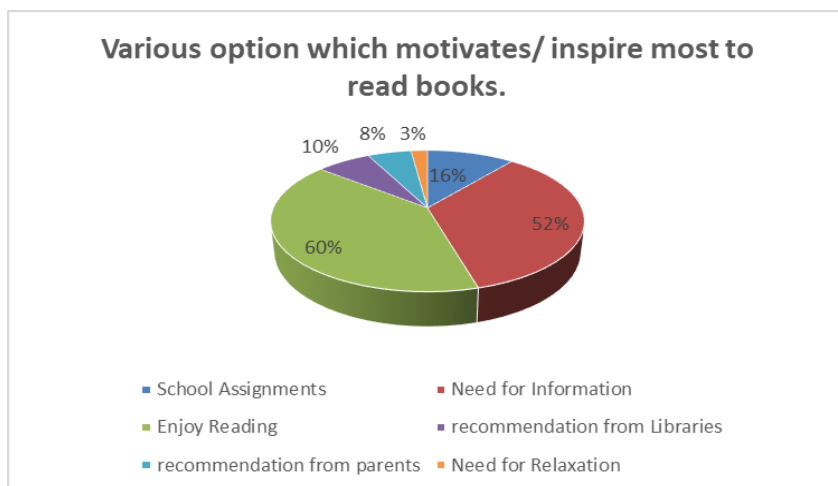 Various option which motivates/ inspire most to
read books.
8% 3%
10%
16%
52%
60%
School Assignments Need for Information
Enjoy Reading recommendation from Libraries
recommendation from parents Need for Relaxation